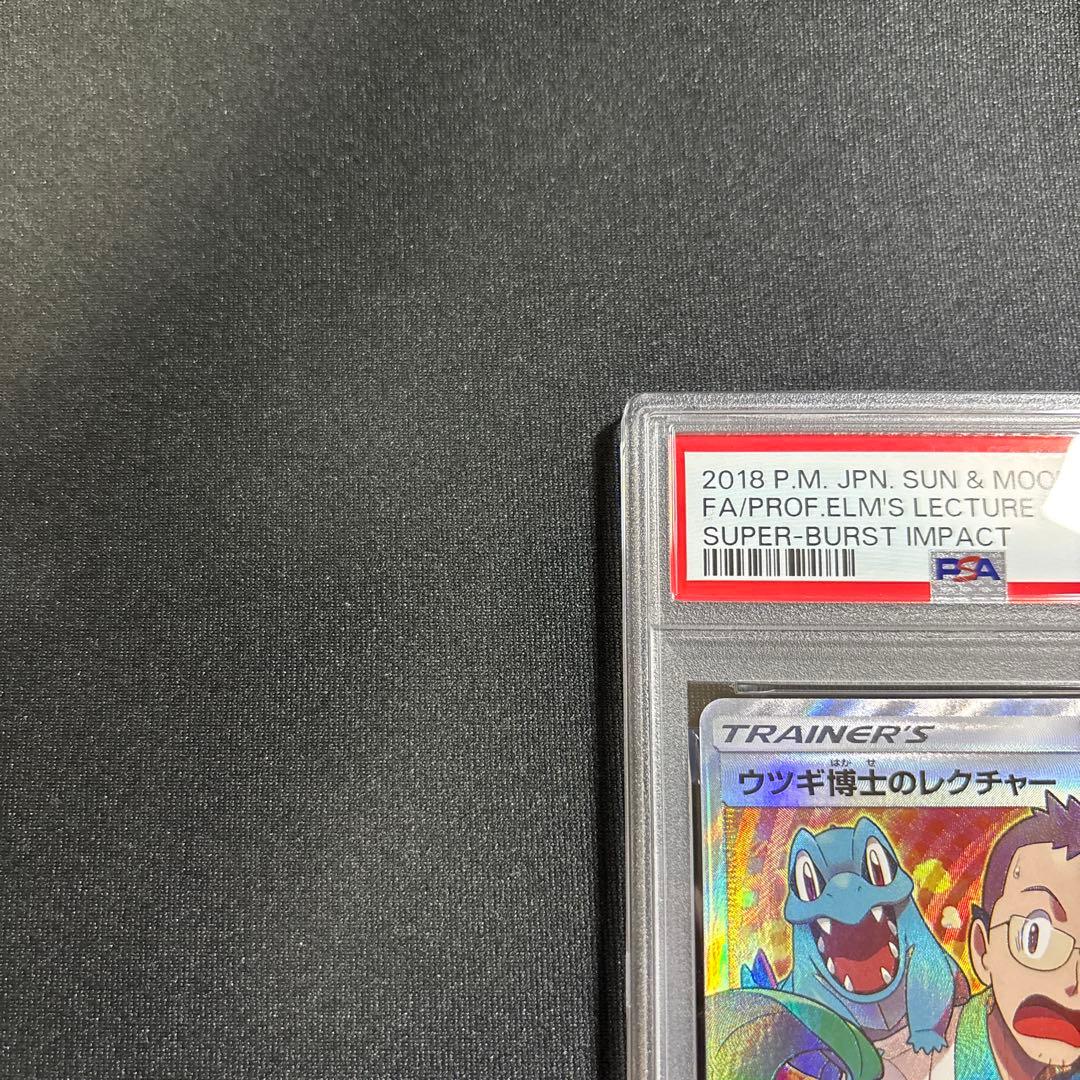 2018 P.M. JPN. SUN & MOO
FA/PROF.ELM'S LECTURE
SUPER-BURST IMPACT
PSA
TRAINER'S
はかせ
ウツギ博士のレクチャー